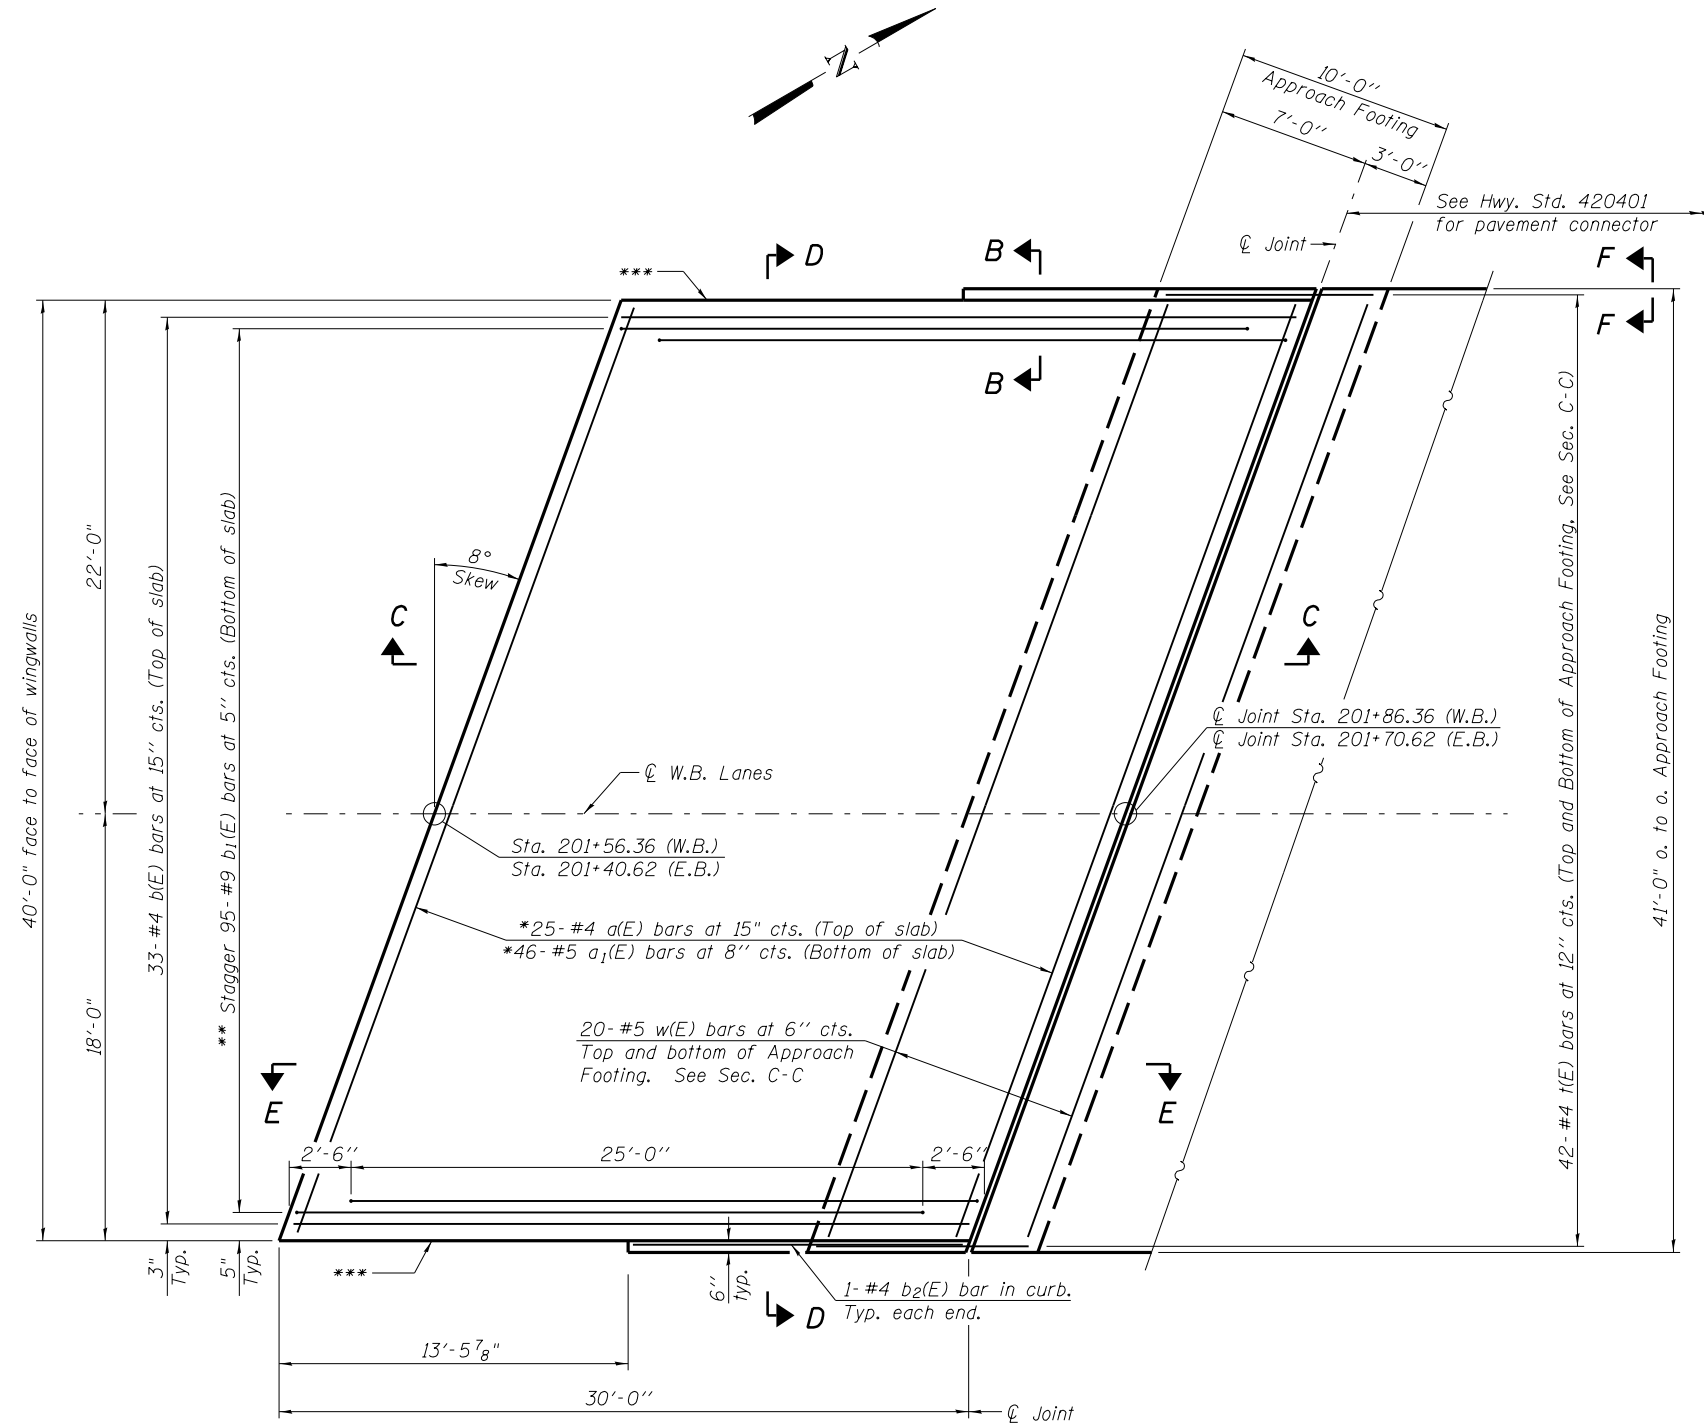 N
10'-0"
Approach Footing
7'-0"
3'-0"
See Hwy. Std. 420401
for pavement connector
℄ Joint
***
D
B
F
F
B
8°
Skew
C
C
40'-0" face to face of wingwalls
22'-0"
18'-0"
33-#4 b(E) bars at 15" cts. (Top of slab)
** Stagger 95-#9 b₁(E) bars at 5" cts. (Bottom of slab)
42-#4 t(E) bars at 12" cts. (Top and Bottom of Approach Footing, See Sec. C-C)
41'-0" o. to o. Approach Footing
℄ Joint Sta. 201+86.36 (W.B.)
℄ Joint Sta. 201+70.62 (E.B.)
℄ W.B. Lanes
Sta. 201+56.36 (W.B.)
Sta. 201+40.62 (E.B.)
*25-#4 a(E) bars at 15" cts. (Top of slab)
*46-#5 a₁(E) bars at 8" cts. (Bottom of slab)
20-#5 w(E) bars at 6" cts.
Top and bottom of Approach
Footing. See Sec. C-C
E
E
2'-6"
25'-0"
2'-6"
3"
Typ.
5"
Typ.
***
6"
typ.
1-#4 b₂(E) bar in curb.
Typ. each end.
D
13'-5⅞"
30'-0"
℄ Joint